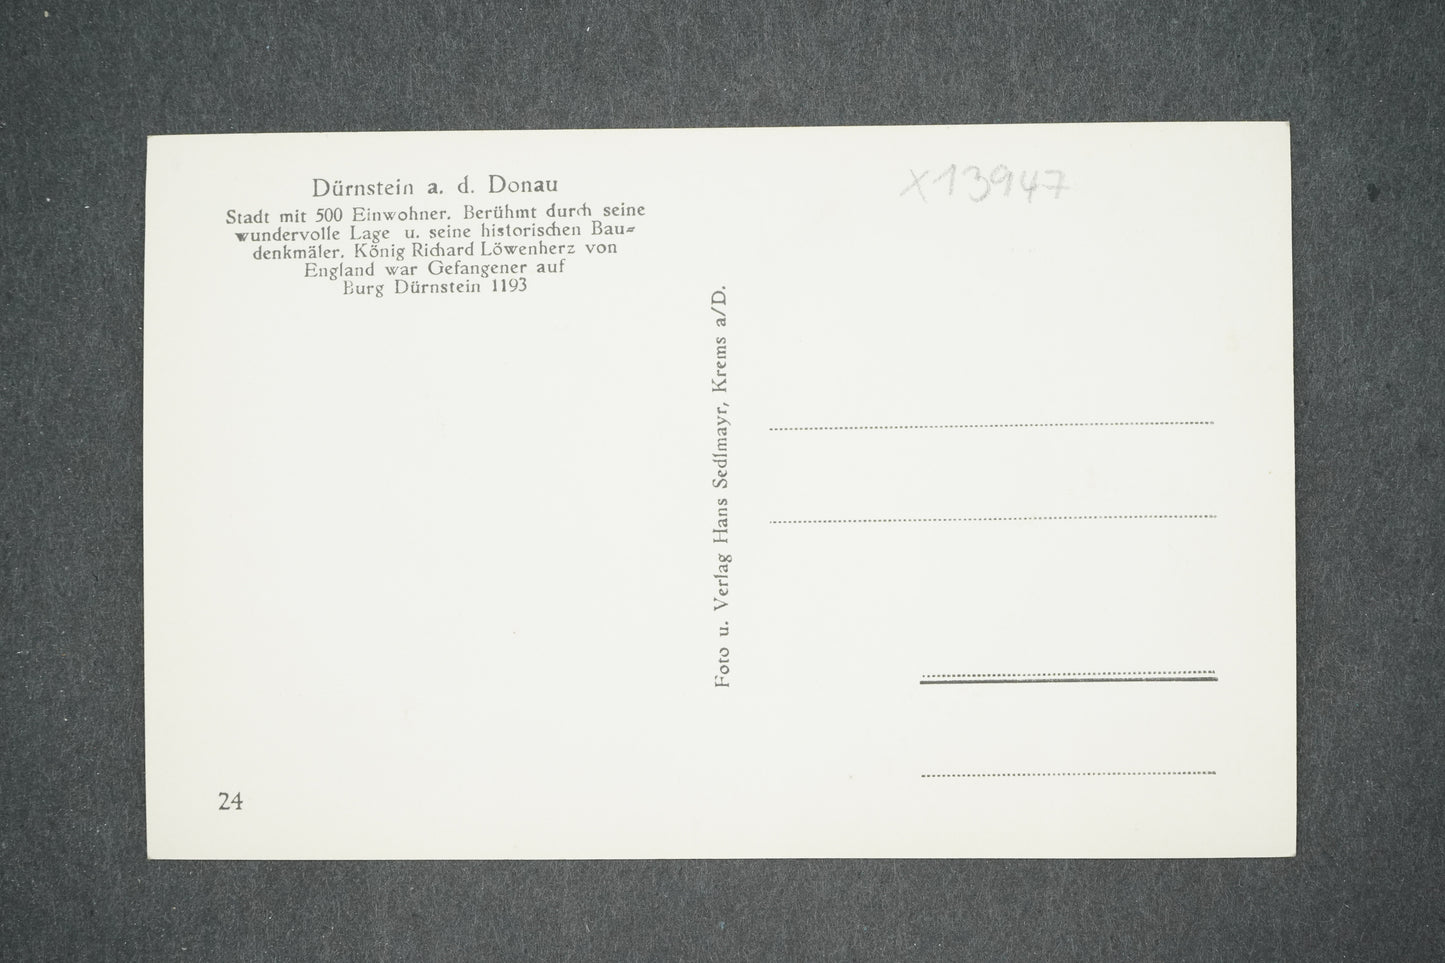 Dürnstein a. d. Donau
Stadt mit 500 Einwohner. Berühmt durch seine
wundervolle Lage u. seine historischen Bau=
denkmäler. König Richard Löwenherz von
England war Gefangener auf
Burg Dürnstein 1193
24
Foto u. Verlag Hans Sedlmayr, Krems a/D.
X13947